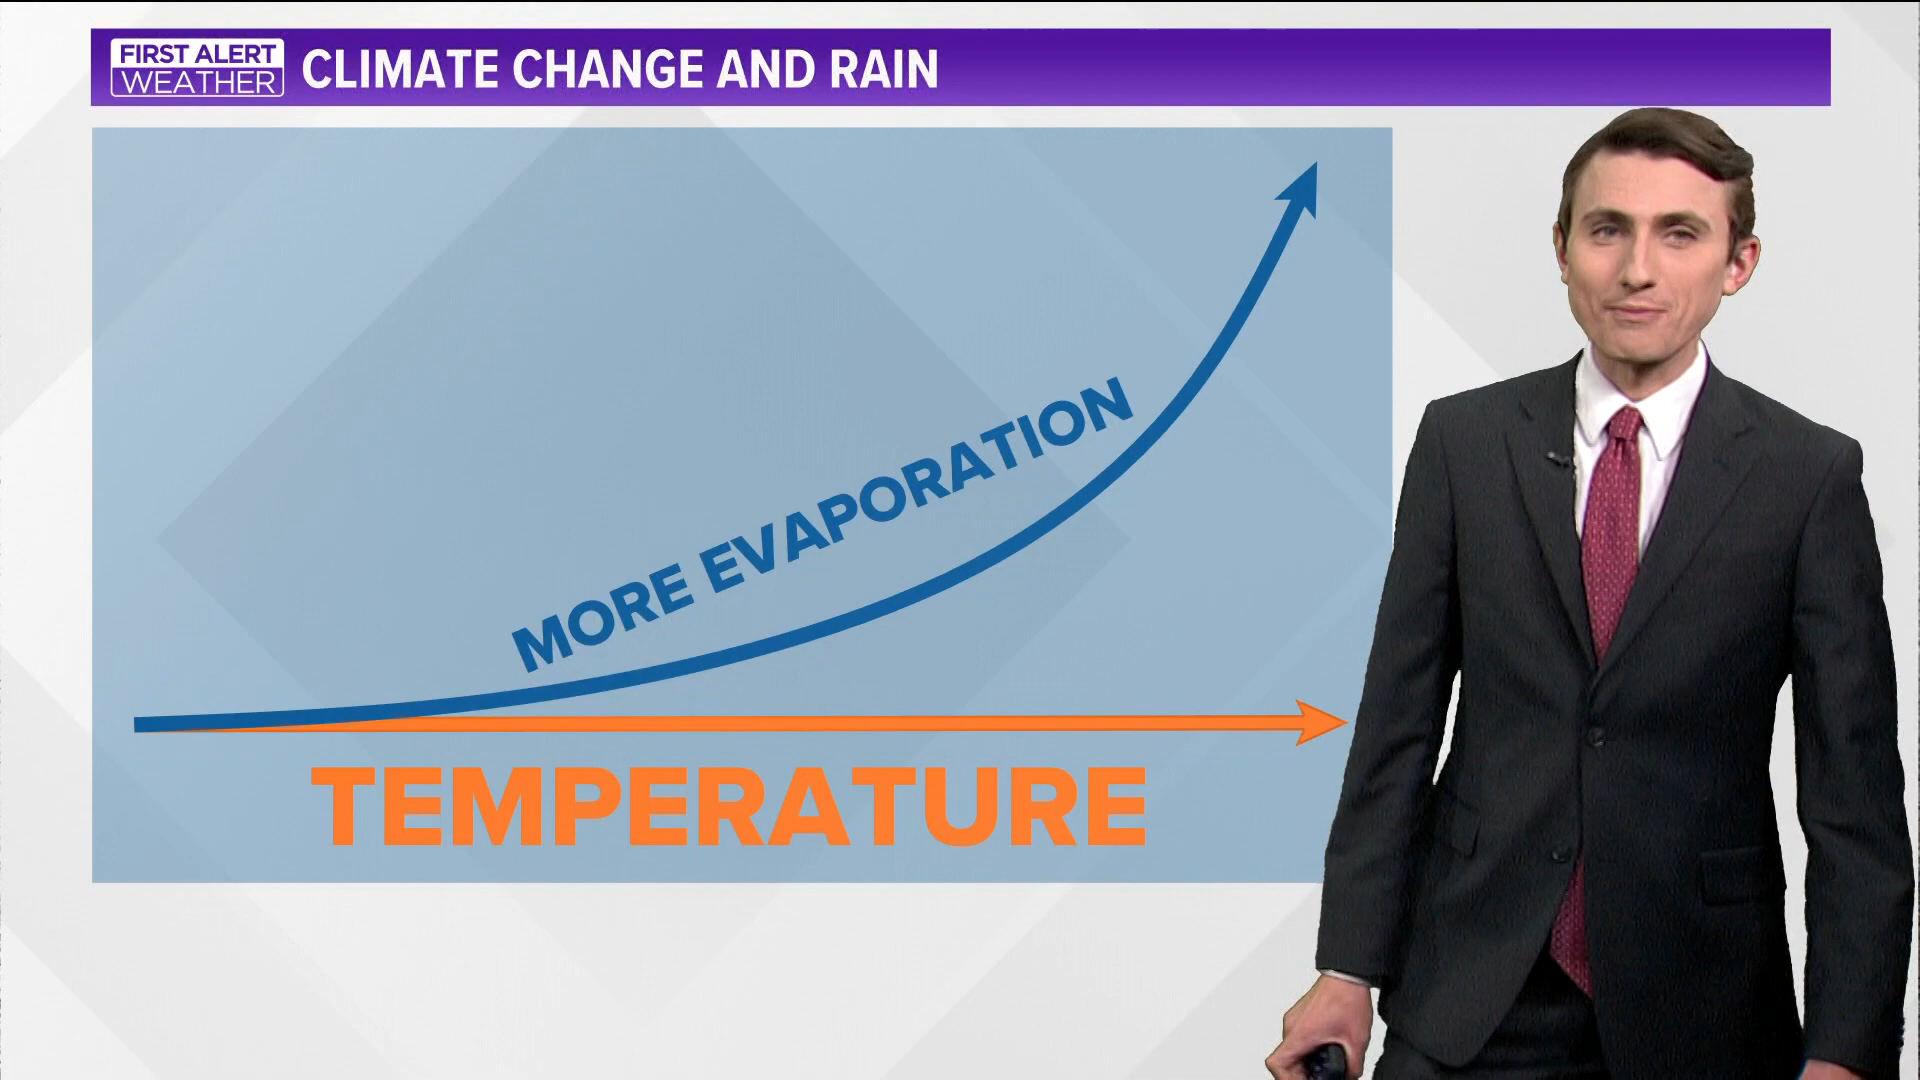 FIRST ALERT
WEATHER
CLIMATE CHANGE AND RAIN
MORE EVAPORATION
TEMPERATURE